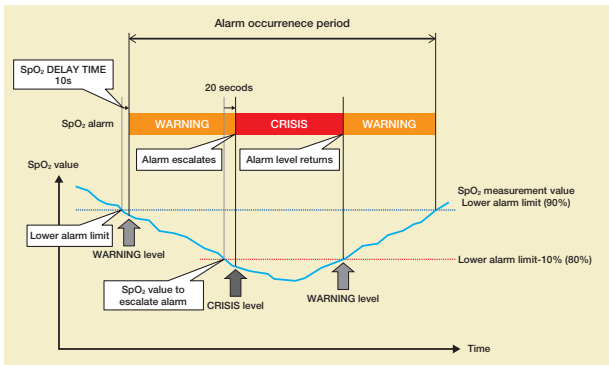 Alarm occurrenece period
SpO₂ DELAY TIME
10s
20 secods
SpO₂ alarm
WARNING
CRISIS
WARNING
Alarm escalates
Alarm level returns
SpO₂ value
SpO₂ measurement value
Lower alarm limit (90%)
Lower alarm limit
WARNING level
Lower alarm limit-10% (80%)
SpO₂ value to
escalate alarm
CRISIS level
WARNING level
Time